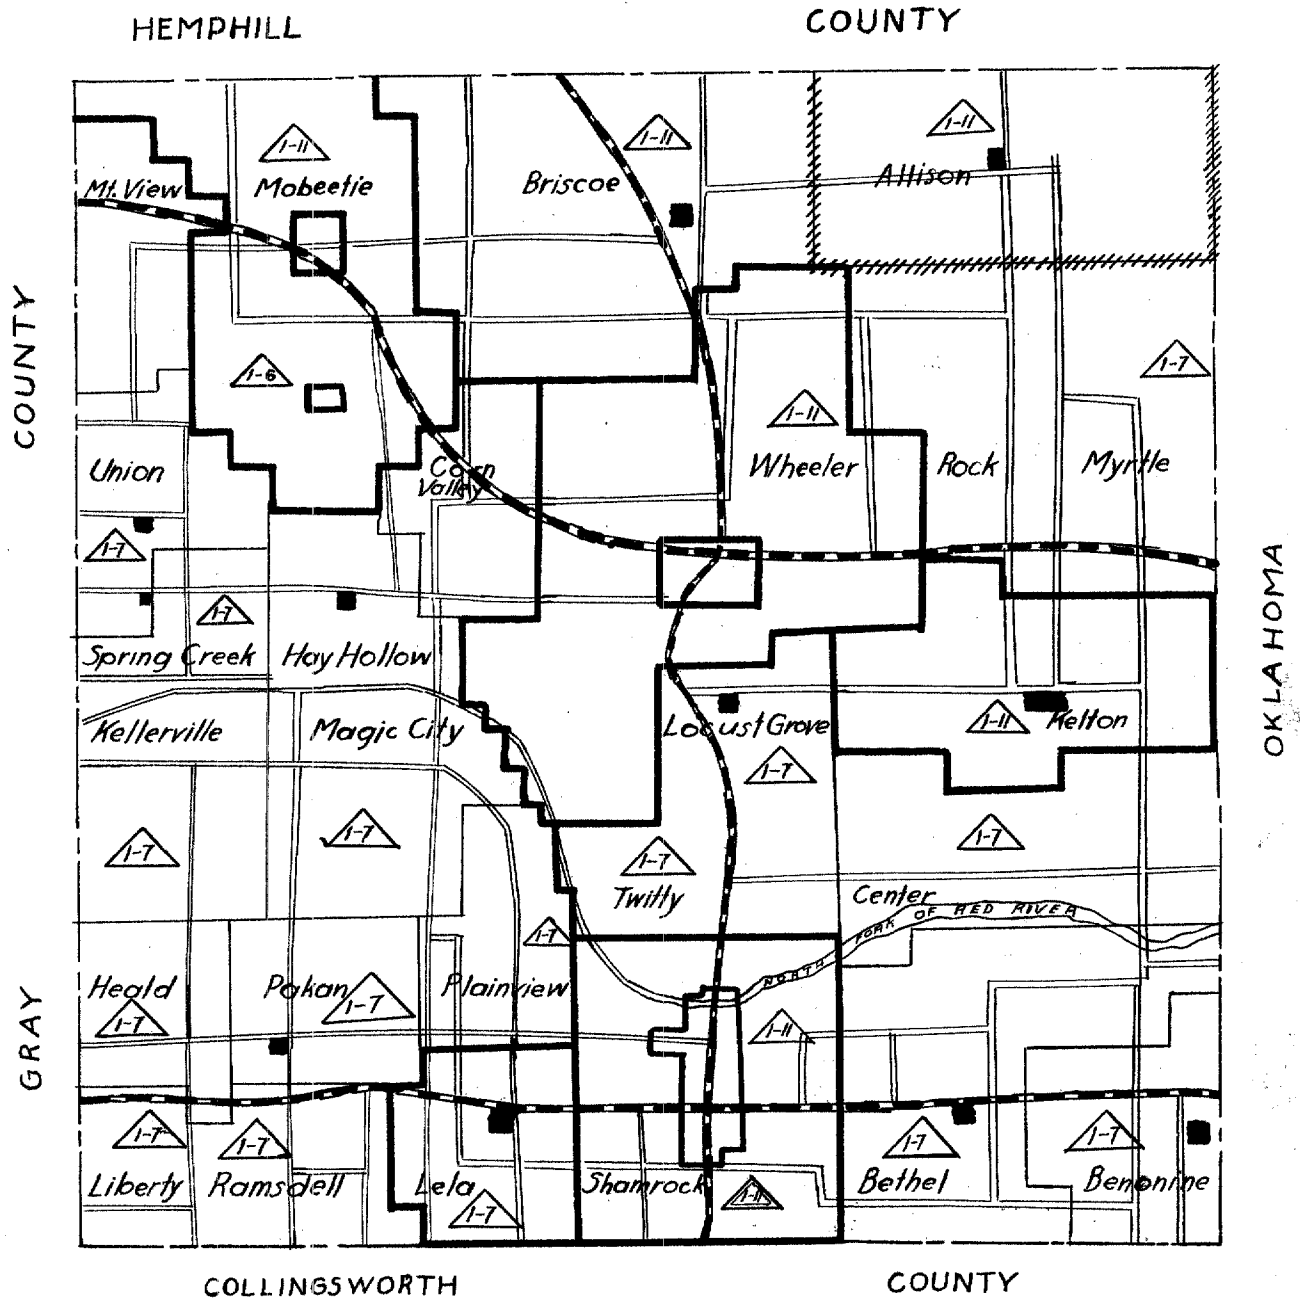 HEMPHILL COUNTY
1-11 1-11 1-11
Mt. View Mobeetie Briscoe Allison
COUNTY
1-6 1-7
1-11
Union Corn Wheeler Rock Myrtle
Valley
1-7
1-7
OKLAHOMA
Spring Creek Hay Hollow
Kellerville Magic City Locust Grove 1-11 Kelton
1-7
1-7 1-7 1-7 1-7
Twitty Center
NORTH FORK OF RED RIVER
1-7
Heald Pakan Plainview
1-7 1-7 1-11
GRAY
1-7 1-7 1-7 1-7
Liberty Ramsdell Lela Shamrock 1-11 Bethel Benonine
1-7
COLLINGSWORTH COUNTY